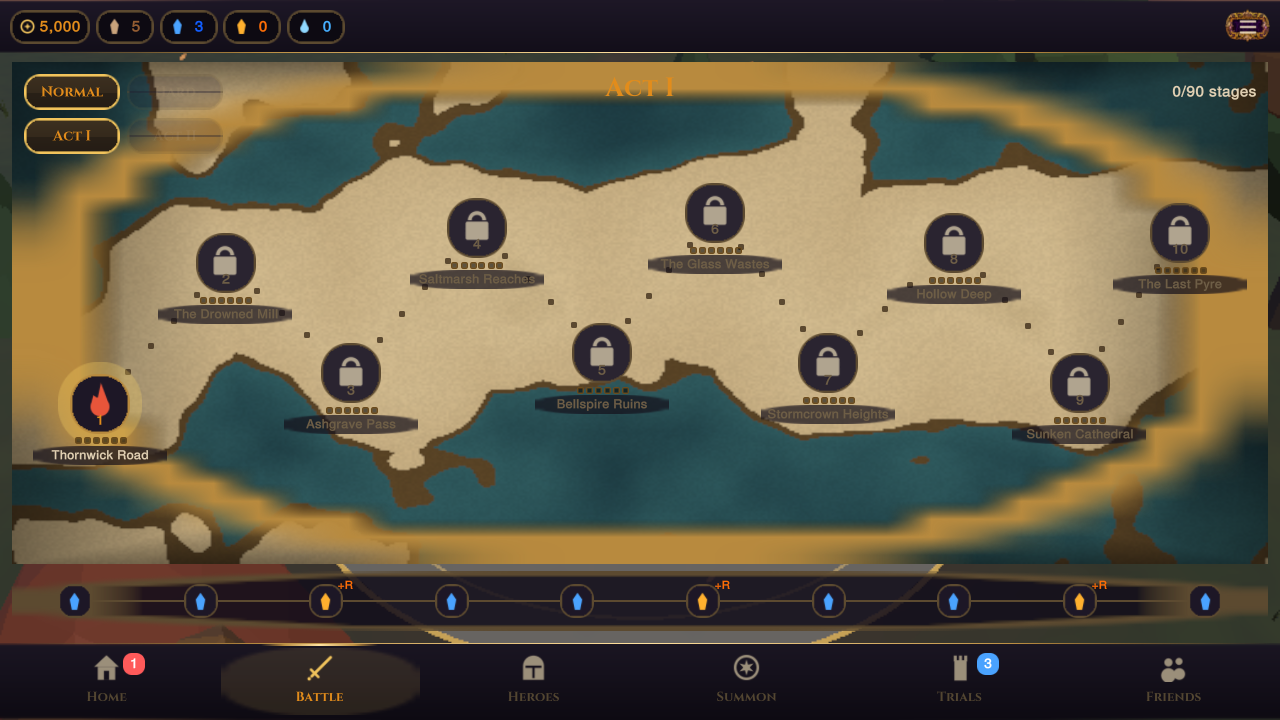 5,000
5
3
0
0
NORMAL
ACT I
ACT I
0/90 stages
6
The Glass Wastes
4
Saltmarsh Reaches
10
The Last Pyre
8
Hollow Deep
2
The Drowned Mill
5
Bellspire Ruins
7
Stormcrown Heights
3
Ashgrave Pass
9
Sunken Cathedral
1
Thornwick Road
+R
+R
+R
1
3
HOME
BATTLE
HEROES
SUMMON
TRIALS
FRIENDS